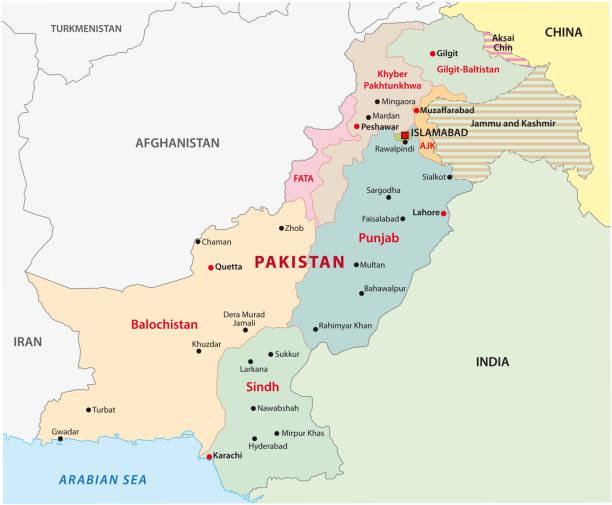 TURKMENISTAN
CHINA
Aksai
Chin
Gilgit
Gilgit-Baltistan
Khyber
Pakhtunkhwa
Mingaora
Mardan
Muzaffarabad
Peshawar
Jammu and Kashmir
ISLAMABAD
AFGHANISTAN
Rawalpindi
AJK
FATA
Sialkot
Sargodha
Lahore
Faisalabad
Zhob
Punjab
Chaman
PAKISTAN
Quetta
Multan
Bahawalpur
Dera Murad
Jamali
Balochistan
Rahimyar Khan
IRAN
Khuzdar
Sukkur
INDIA
Larkana
Sindh
Turbat
Nawabshah
Gwadar
Mirpur Khas
Hyderabad
Karachi
ARABIAN SEA